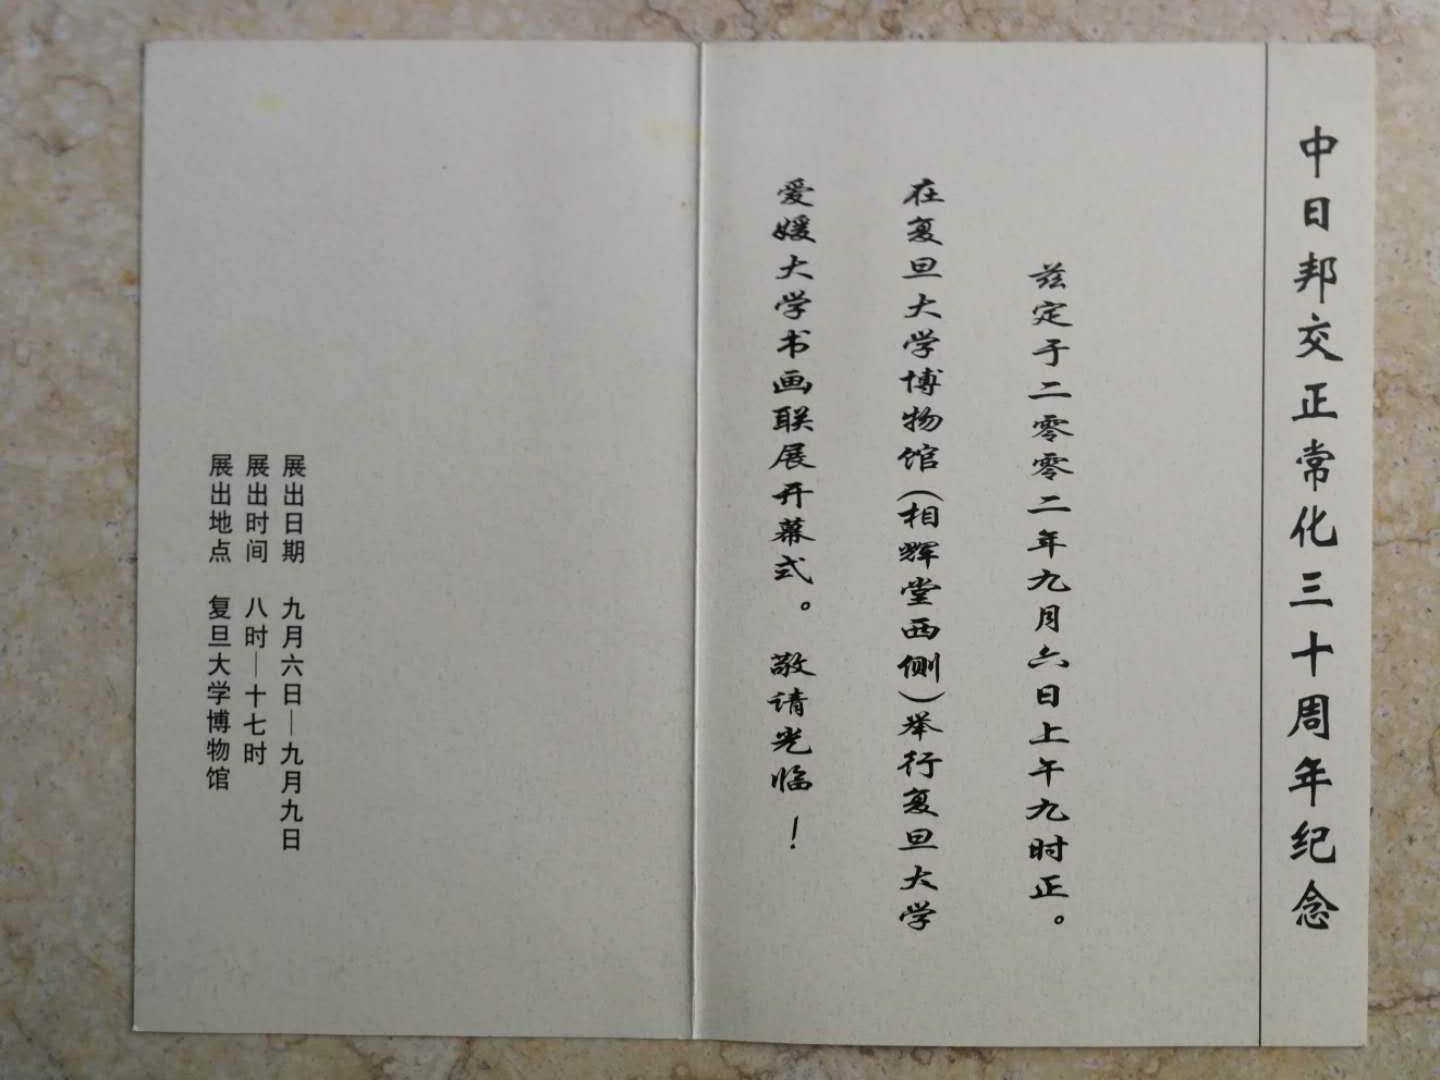 中日邦交正常化三十周年纪念
兹定于二零零二年九月六日上午九时正。
在复旦大学博物馆(相辉堂西侧)举行复旦大学
爱媛大学书画联展开幕式。敬请光临!
展出日期 九月六日—九月九日
展出时间 八时—十七时
展出地点 复旦大学博物馆